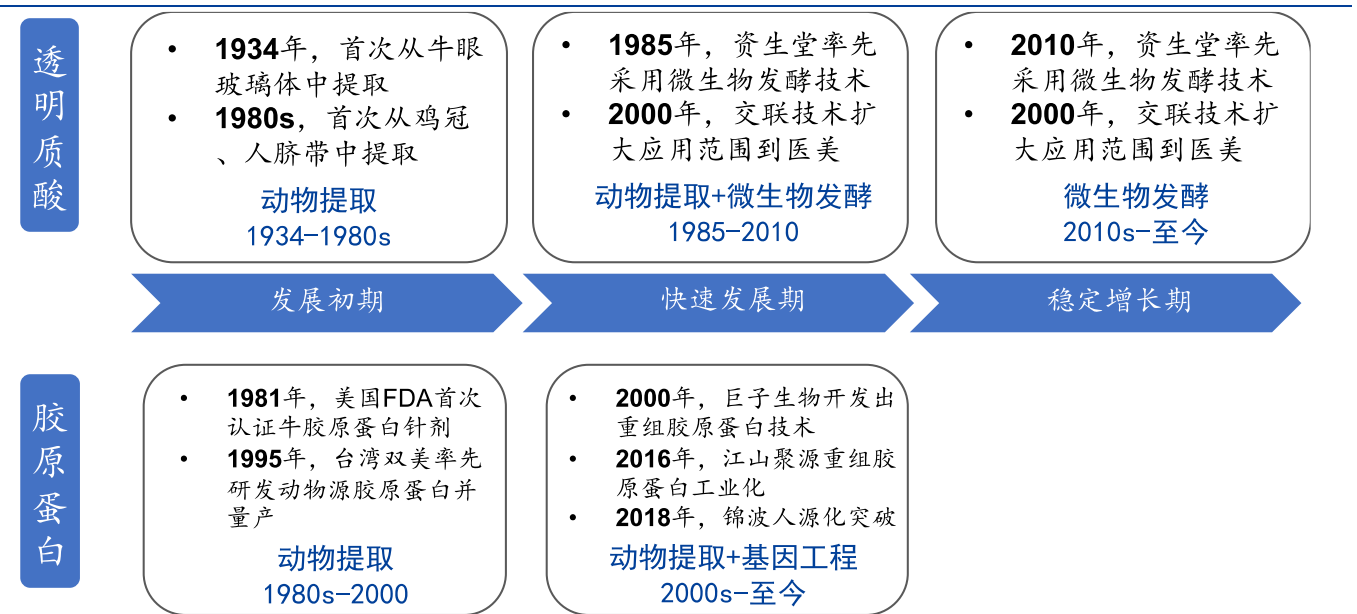 透明质酸
• 1934年，首次从牛眼
玻璃体中提取
• 1980s，首次从鸡冠
、人脐带中提取
动物提取
1934-1980s
• 1985年，资生堂率先
采用微生物发酵技术
• 2000年，交联技术扩
大应用范围到医美
动物提取+微生物发酵
1985-2010
• 2010年，资生堂率先
采用微生物发酵技术
• 2000年，交联技术扩
大应用范围到医美
微生物发酵
2010s-至今
发展初期
快速发展期
稳定增长期
胶原蛋白
• 1981年，美国FDA首次
认证牛胶原蛋白针剂
• 1995年，台湾双美率先
研发动物源胶原蛋白并
量产
动物提取
1980s-2000
• 2000年，巨子生物开发出
重组胶原蛋白技术
• 2016年，江山聚源重组胶
原蛋白工业化
• 2018年，锦波人源化突破
动物提取+基因工程
2000s-至今